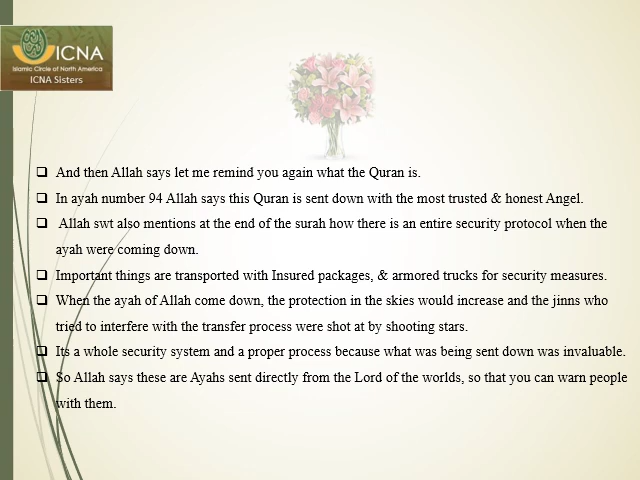 ICNA
Islamic Circle of North America
ICNA Sisters
❑ And then Allah says let me remind you again what the Quran is.
❑ In ayah number 94 Allah says this Quran is sent down with the most trusted & honest Angel.
❑ Allah swt also mentions at the end of the surah how there is an entire security protocol when the
ayah were coming down.
❑ Important things are transported with Insured packages, & armored trucks for security measures.
❑ When the ayah of Allah come down, the protection in the skies would increase and the jinns who
tried to interfere with the transfer process were shot at by shooting stars.
❑ Its a whole security system and a proper process because what was being sent down was invaluable.
❑ So Allah says these are Ayahs sent directly from the Lord of the worlds, so that you can warn people
with them.